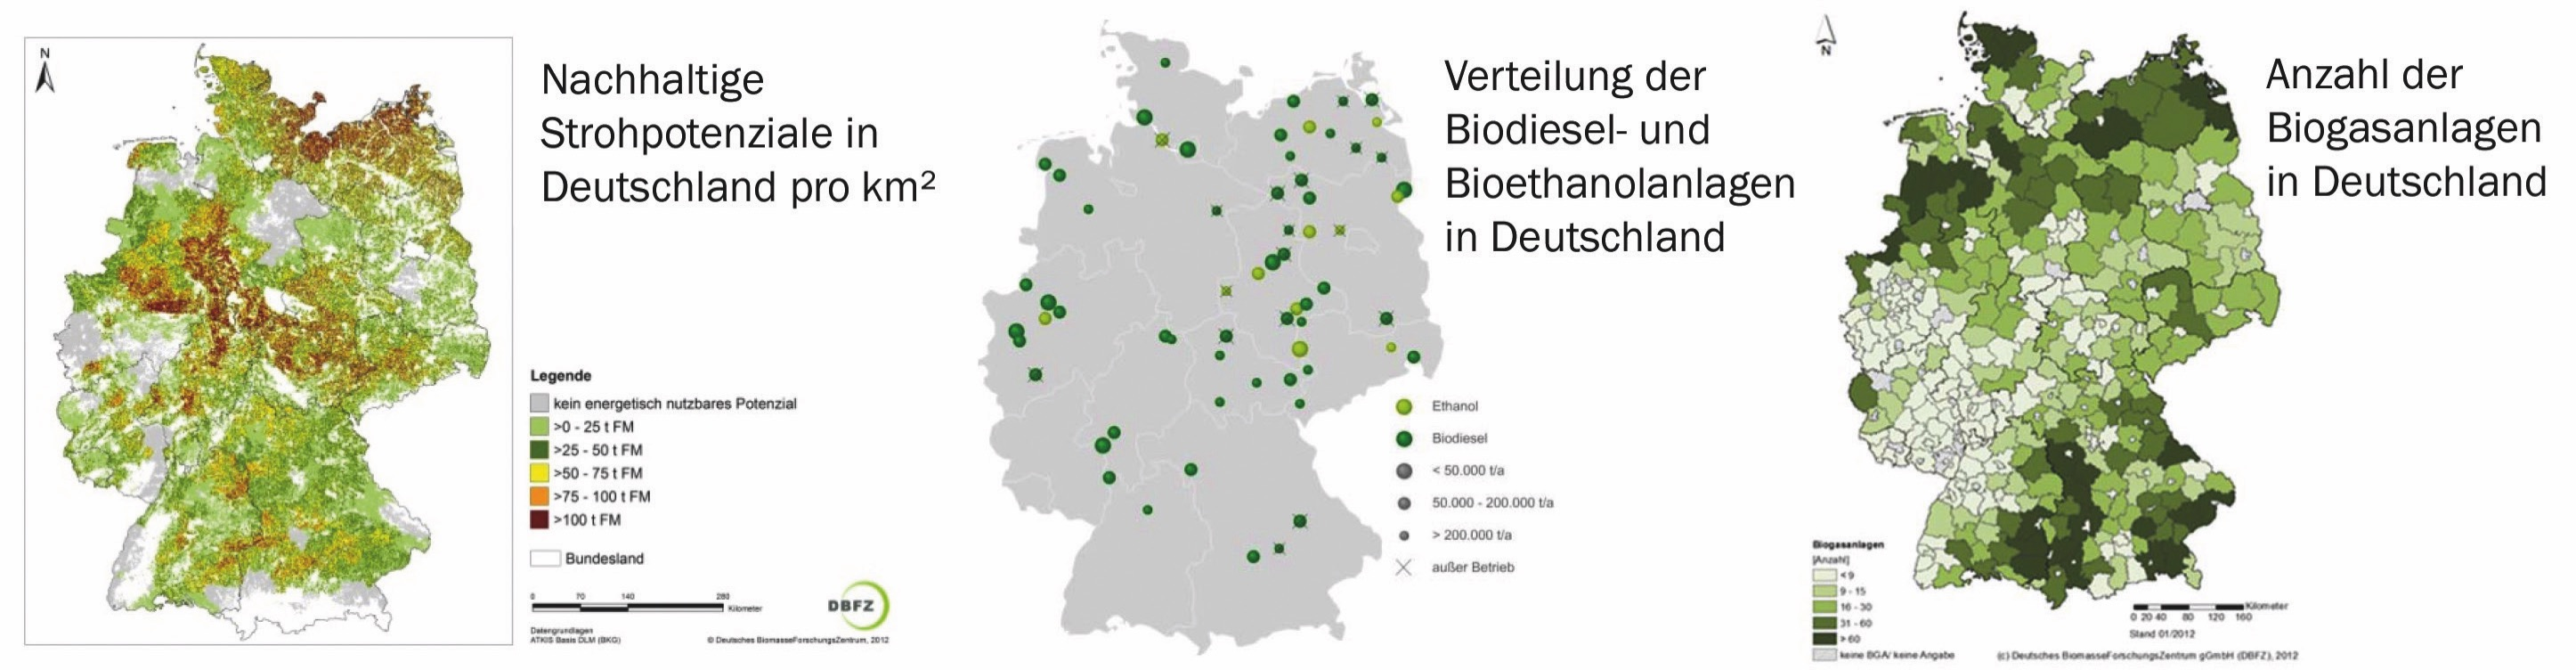 N
Nachhaltige
Strohpotenziale in
Deutschland pro km²
Legende
kein energetisch nutzbares Potenzial
>0 - 25 t FM
>25 - 50 t FM
>50 - 75 t FM
>75 - 100 t FM
>100 t FM
Bundesland
0 70 140 280
Kilometer
DBFZ
Datengrundlagen
ATKIS Basis DLM (BKG)
© Deutsches BiomasseForschungsZentrum, 2012
Verteilung der
Biodiesel- und
Bioethanolanlagen
in Deutschland
Ethanol
Biodiesel
< 50.000 t/a
50.000 - 200.000 t/a
> 200.000 t/a
außer Betrieb
N
Anzahl der
Biogasanlagen
in Deutschland
Biogasanlagen
[Anzahl]
< 9
9 - 15
16 - 30
31 - 60
> 60
keine BGA/ keine Angabe
Kilometer
0 20 40 80 120 160
Stand 01/2012
(c) Deutsches BiomasseForschungsZentrum gGmbH (DBFZ), 2012